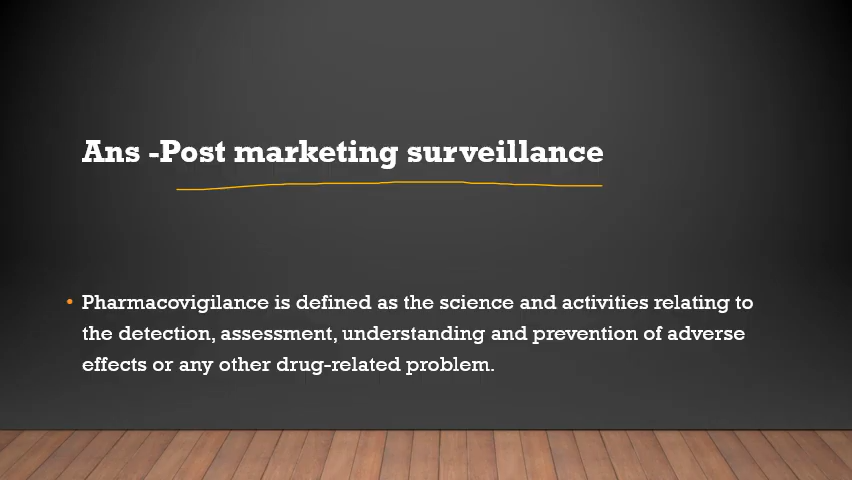 Ans -Post marketing surveillance
• Pharmacovigilance is defined as the science and activities relating to
the detection, assessment, understanding and prevention of adverse
effects or any other drug-related problem.